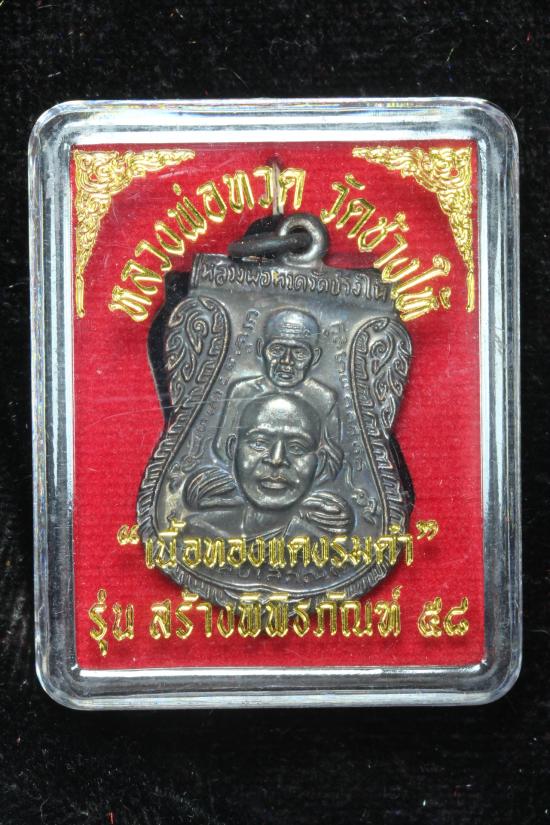 หลวงพ่อทวด วัดช้างให้
หลวงพ่อทวดวัดช้างให้
“เนื้อทองแดงรมดำ”
รุ่น สร้างพิพิธภัณฑ์ ๕๘